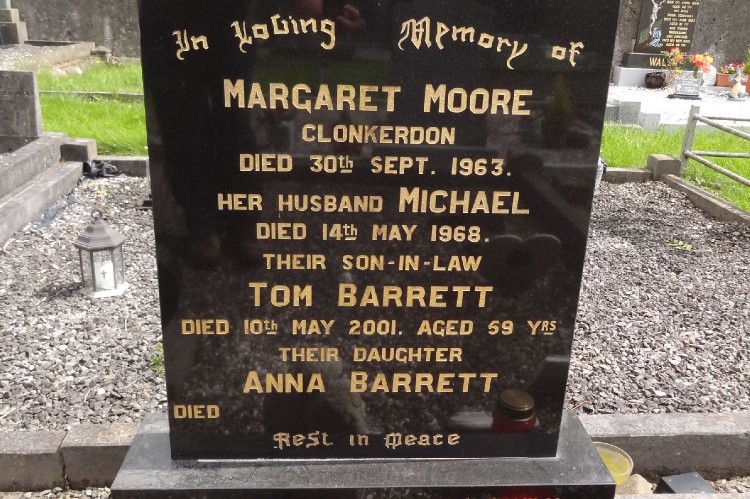 In Loving Memory of
MARGARET MOORE
CLONKERDON
DIED 30th SEPT. 1963.
HER HUSBAND MICHAEL
DIED 14th MAY 1968.
THEIR SON-IN-LAW
TOM BARRETT
DIED 10th MAY 2001. AGED 59 YRS
THEIR DAUGHTER
ANNA BARRETT
DIED
Rest in Peace